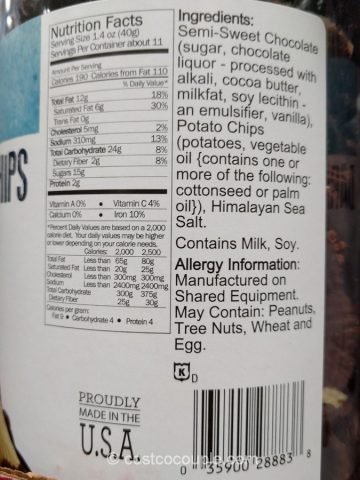 Nutrition Facts
Serving Size 1.4 oz (40g)
Servings Per Container about 11
Amount Per Serving
Calories 190 Calories from Fat 110
% Daily Value*
Total Fat 12g 18%
Saturated Fat 6g 30%
Trans Fat 0g
Cholesterol 5mg 2%
Sodium 310mg 13%
Total Carbohydrate 24g 8%
Dietary Fiber 2g 8%
Sugars 15g
Protein 2g
Vitamin A 0% • Vitamin C 4%
Calcium 0% • Iron 10%
*Percent Daily Values are based on a 2,000
calorie diet. Your daily values may be higher
or lower depending on your calorie needs.
Calories: 2,000 2,500
Total Fat Less than 65g 80g
Saturated Fat Less than 20g 25g
Cholesterol Less than 300mg 300mg
Sodium Less than 2400mg 2400mg
Total Carbohydrate 300g 375g
Dietary Fiber 25g 30g
Calories per gram:
Fat 9 • Carbohydrate 4 • Protein 4
Ingredients:
Semi-Sweet Chocolate
(sugar, chocolate
liquor - processed with
alkali, cocoa butter,
milkfat, soy lecithin -
an emulsifier, vanilla),
Potato Chips
(potatoes, vegetable
oil {contains one or
more of the following:
cottonseed or palm
oil}), Himalayan Sea
Salt.
Contains Milk, Soy.
Allergy Information:
Manufactured on
Shared Equipment.
May Contain: Peanuts,
Tree Nuts, Wheat and
Egg.
K D
HIPS
PROUDLY
MADE IN THE
U.S.A.
costcocouple.com
0 35900 28883 8